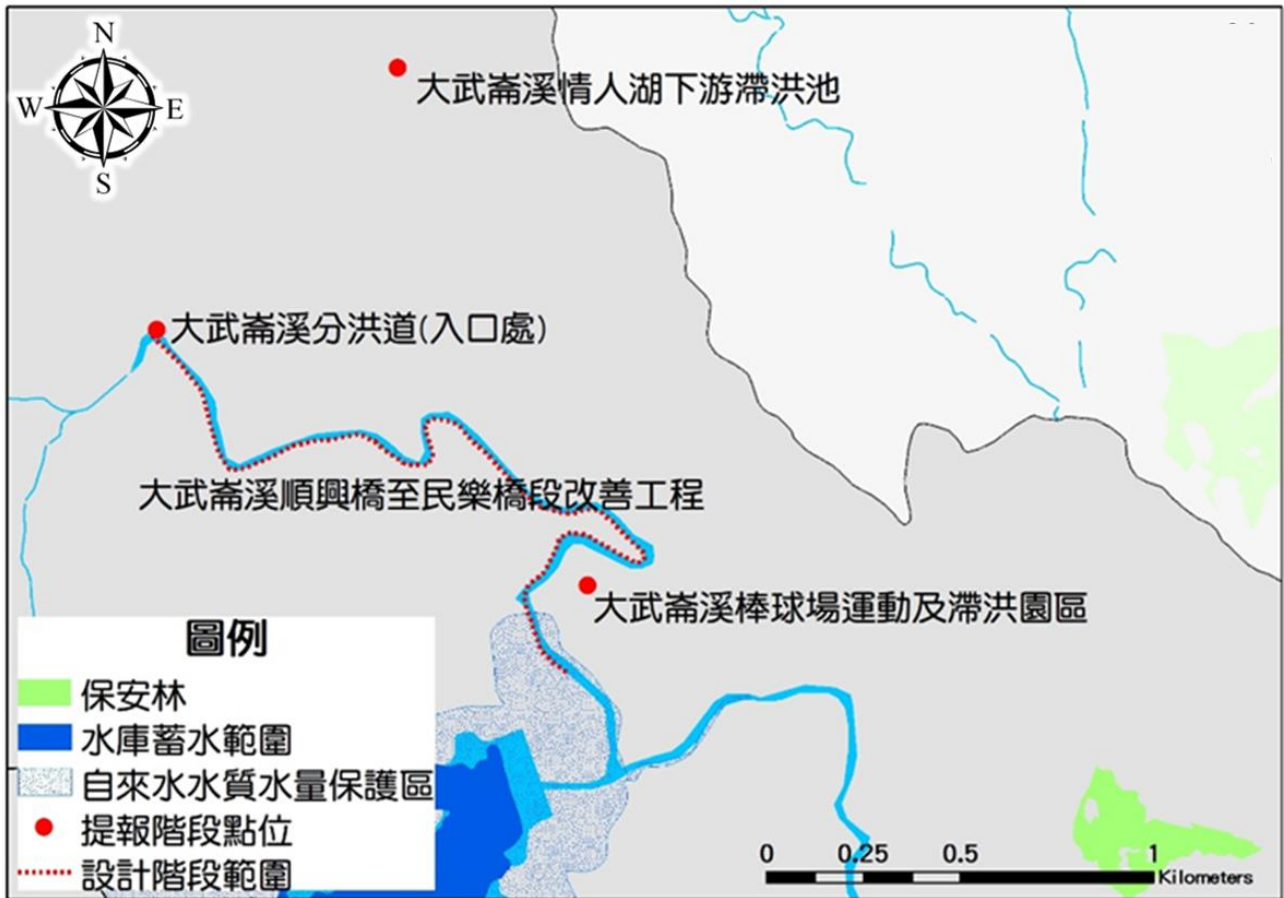 N
W
E
S
大武崙溪情人湖下游滯洪池
大武崙溪分洪道(入口處)
大武崙溪順興橋至民樂橋段改善工程
大武崙溪棒球場運動及滯洪園區
圖例
保安林
水庫蓄水範圍
自來水水質水量保護區
提報階段點位
設計階段範圍
0 0.25 0.5 1
Kilometers